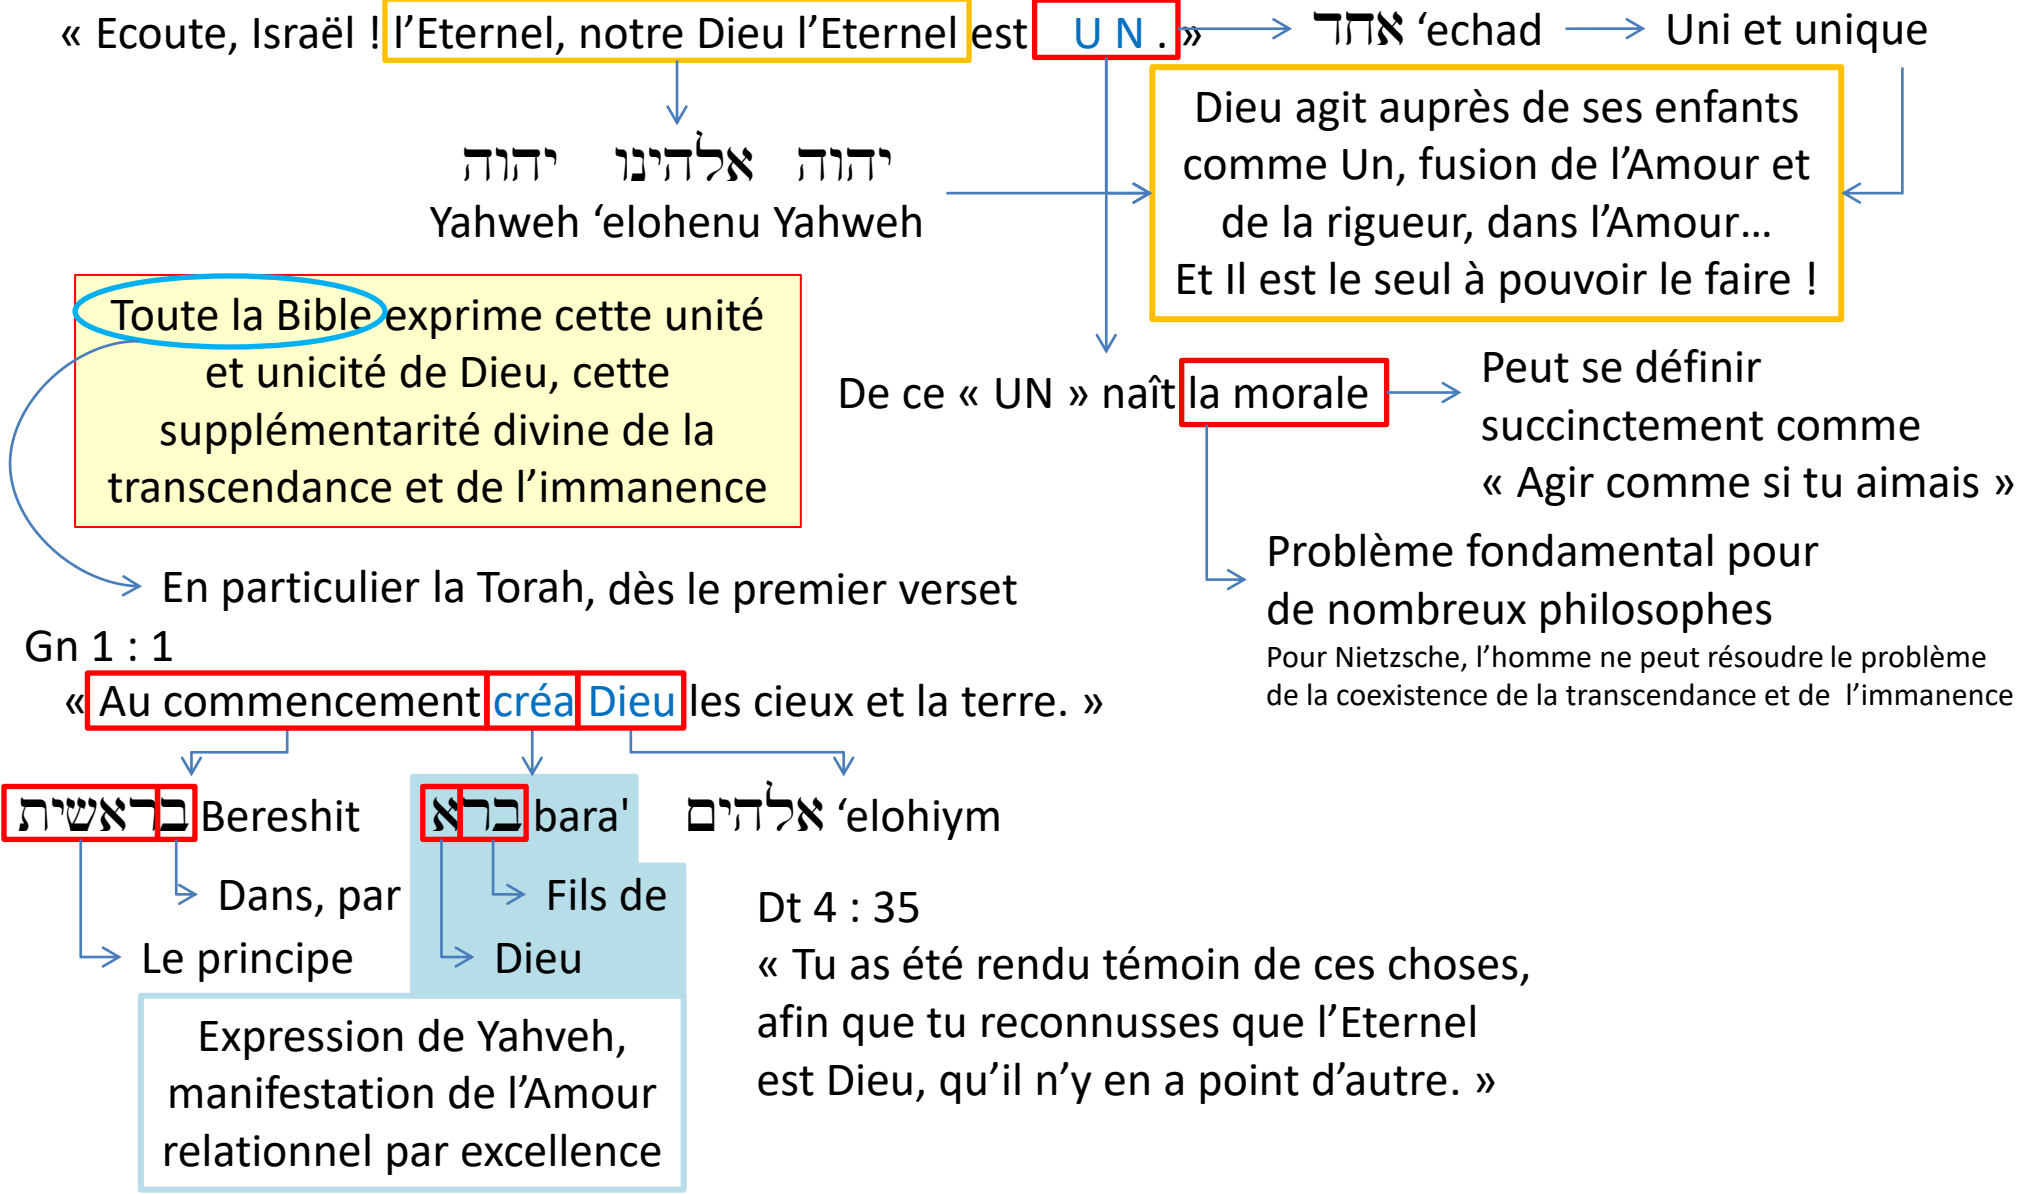 « Ecoute, Israël ! l’Eternel, notre Dieu l’Eternel est U N . » אחד ‘echad Uni et unique
יהוה אלהינו יהוה
Yahweh ‘elohenu Yahweh
Dieu agit auprès de ses enfants
comme Un, fusion de l’Amour et
de la rigueur, dans l’Amour…
Et Il est le seul à pouvoir le faire !
Toute la Bible exprime cette unité
et unicité de Dieu, cette
supplémentarité divine de la
transcendance et de l’immanence
De ce « UN » naît la morale
Peut se définir
succinctement comme
« Agir comme si tu aimais »
Problème fondamental pour
de nombreux philosophes
Pour Nietzsche, l’homme ne peut résoudre le problème
de la coexistence de la transcendance et de l’immanence
En particulier la Torah, dès le premier verset
Gn 1 : 1
« Au commencement créa Dieu les cieux et la terre. »
בראשית Bereshit ברא bara' אלהים ‘elohiym
Dans, par
Le principe
Fils de
Dieu
Expression de Yahveh,
manifestation de l’Amour
relationnel par excellence
Dt 4 : 35
« Tu as été rendu témoin de ces choses,
afin que tu reconnusses que l’Eternel
est Dieu, qu’il n’y en a point d’autre. »